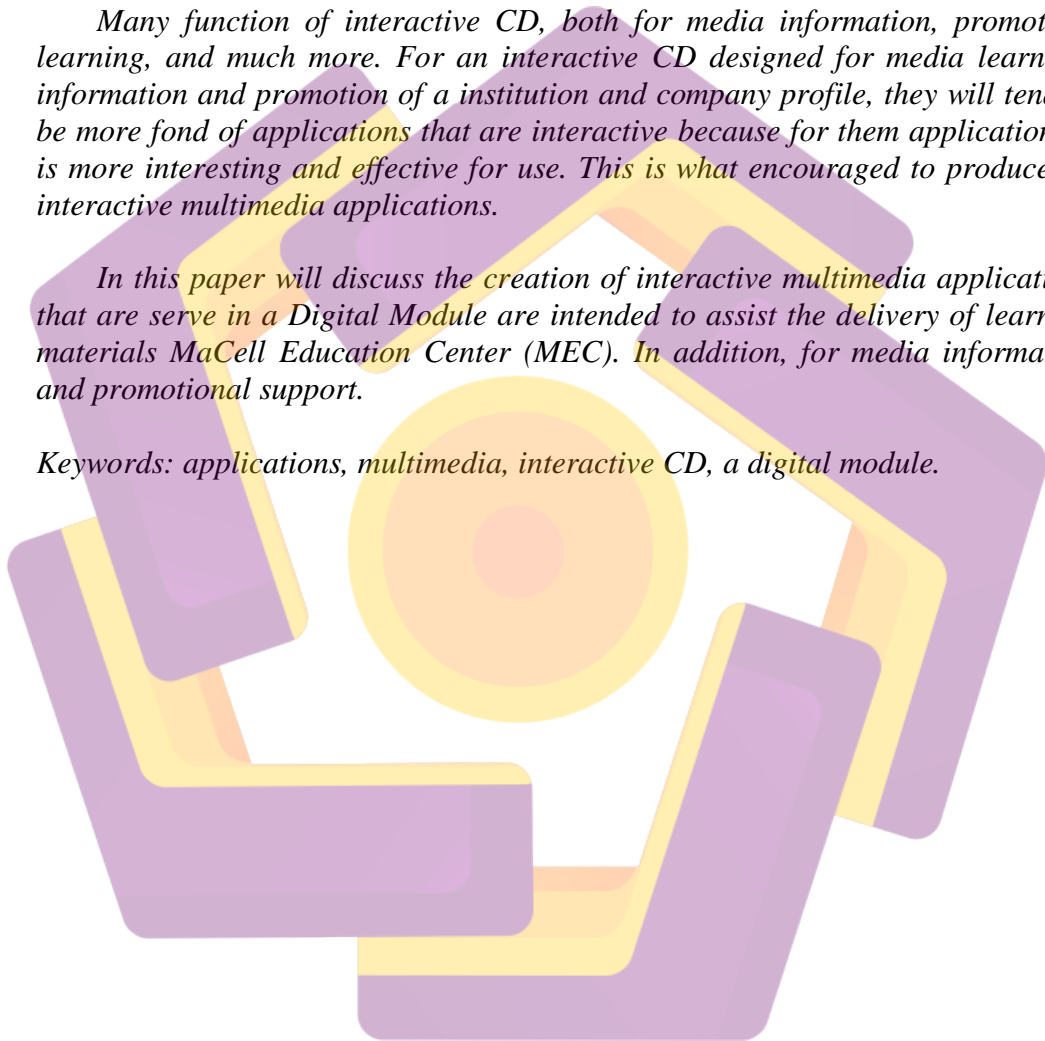 Many function of interactive CD, both for media information, promot
learning, and much more. For an interactive CD designed for media learn
information and promotion of a institution and company profile, they will tend
be more fond of applications that are interactive because for them application
is more interesting and effective for use. This is what encouraged to produce
interactive multimedia applications.
In this paper will discuss the creation of interactive multimedia applicati
that are serve in a Digital Module are intended to assist the delivery of learn
materials MaCell Education Center (MEC). In addition, for media informa
and promotional support.
Keywords: applications, multimedia, interactive CD, a digital module.